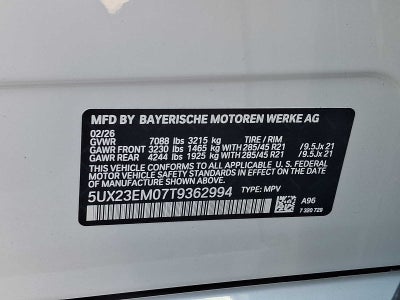 MFD BY BAYERISCHE MOTOREN WERKE AG
02/26
GVWR 7088 lbs 3215 kg TIRE / RIM
GAWR FRONT 3230 lbs 1465 kg WITH 285/45 R21 / 9.5Jx 21
GAWR REAR 4244 lbs 1925 kg WITH 285/45 R21 / 9.5Jx 21
THIS VEHICLE CONFORMS TO ALL APPLICABLE U.S. FEDERAL
MOTOR VEHICLE SAFETY STANDARDS IN EFFECT ON THE
DATE OF MANUFACTURE SHOWN ABOVE.
5UX23EM07T9362994 TYPE: MPV
A96